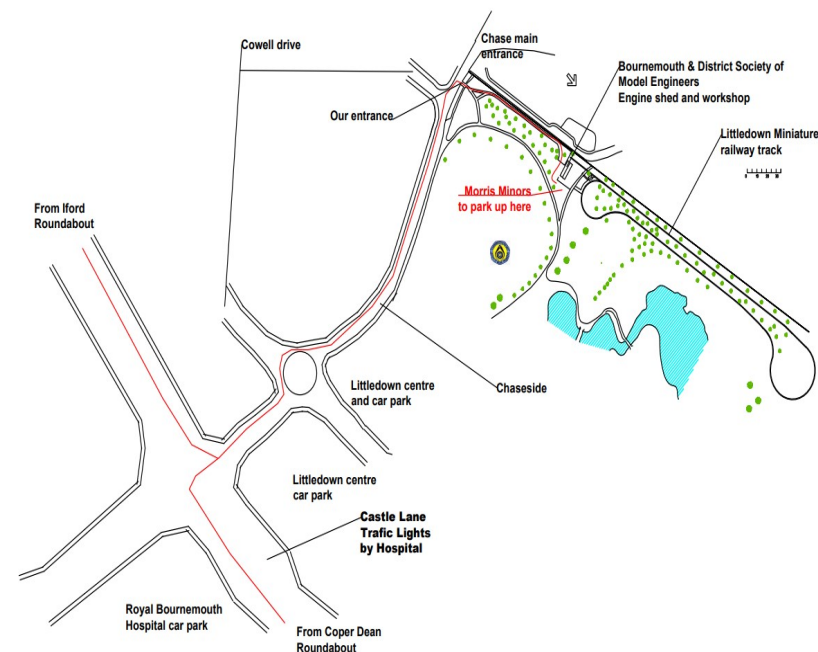 Cowell drive
Chase main
entrance
Bournemouth & District Society of
Model Engineers
Engine shed and workshop
Our entrance
Littledown Miniature
railway track
Morris Minors
to park up here
From Iford
Roundabout
Littledown centre
and car park
Chaseside
Littledown centre
car park
Castle Lane
Trafic Lights
by Hospital
Royal Bournemouth
Hospital car park
From Coper Dean
Roundabout